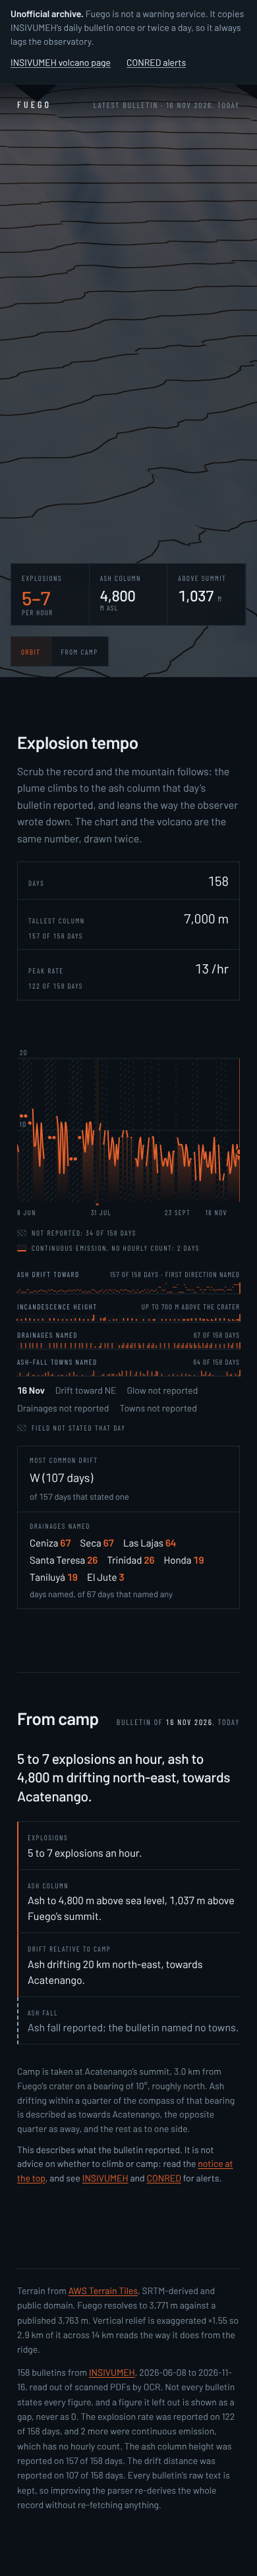 Unofficial archive. Fuego is not a warning service. It copies
INSIVUMEH's daily bulletin once or twice a day, so it always
lags the observatory.
INSIVUMEH volcano page CONRED alerts
FUEGO LATEST BULLETIN · 16 NOV 2026, TODAY
EXPLOSIONS
5–7
PER HOUR
ASH COLUMN
4,800
M ASL
ABOVE SUMMIT
1,037 M
ORBIT FROM CAMP
Explosion tempo
Scrub the record and the mountain follows: the
plume climbs to the ash column that day's
bulletin reported, and leans the way the observer
wrote down. The chart and the volcano are the
same number, drawn twice.
DAYS 158
TALLEST COLUMN 7,000 m
157 OF 158 DAYS
PEAK RATE 13 /hr
122 OF 158 DAYS
20
10
8 JUN 31 JUL 23 SEPT 16 NOV
NOT REPORTED: 34 OF 158 DAYS
CONTINUOUS EMISSION, NO HOURLY COUNT: 2 DAYS
ASH DRIFT TOWARD 157 OF 158 DAYS · FIRST DIRECTION NAMED
INCANDESCENCE HEIGHT UP TO 700 M ABOVE THE CRATER
DRAINAGES NAMED 67 OF 158 DAYS
ASH-FALL TOWNS NAMED 64 OF 158 DAYS
16 Nov Drift toward NE Glow not reported
Drainages not reported Towns not reported
FIELD NOT STATED THAT DAY
MOST COMMON DRIFT
W (107 days)
of 157 days that stated one
DRAINAGES NAMED
Ceniza 67 Seca 67 Las Lajas 64
Santa Teresa 26 Trinidad 26 Honda 19
Taniluyá 19 El Jute 3
days named, of 67 days that named any
From camp BULLETIN OF 16 NOV 2026, TODAY
5 to 7 explosions an hour, ash to
4,800 m drifting north-east, towards
Acatenango.
EXPLOSIONS
5 to 7 explosions an hour.
ASH COLUMN
Ash to 4,800 m above sea level, 1,037 m above
Fuego's summit.
DRIFT RELATIVE TO CAMP
Ash drifting 20 km north-east, towards
Acatenango.
ASH FALL
Ash fall reported; the bulletin named no towns.
Camp is taken at Acatenango's summit, 3.0 km from
Fuego's crater on a bearing of 10°, roughly north. Ash
drifting within a quarter of the compass of that bearing
is described as towards Acatenango, the opposite
quarter as away, and the rest as to one side.
This describes what the bulletin reported. It is not
advice on whether to climb or camp: read the notice at
the top, and see INSIVUMEH and CONRED for alerts.
Terrain from AWS Terrain Tiles, SRTM-derived and
public domain. Fuego resolves to 3,771 m against a
published 3,763 m. Vertical relief is exaggerated ×1.55 so
2.9 km of it across 14 km reads the way it does from the
ridge.
158 bulletins from INSIVUMEH, 2026-06-08 to 2026-11-
16, read out of scanned PDFs by OCR. Not every bulletin
states every figure, and a figure it left out is shown as a
gap, never as 0. The explosion rate was reported on 122
of 158 days, and 2 more were continuous emission,
which has no hourly count. The ash column height was
reported on 157 of 158 days. The drift distance was
reported on 107 of 158 days. Every bulletin's raw text is
kept, so improving the parser re-derives the whole
record without re-fetching anything.